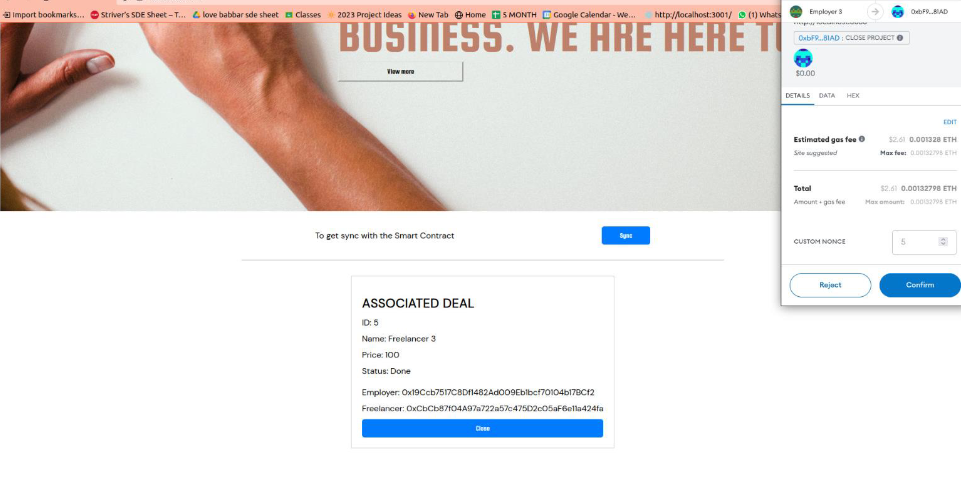 Import bookmarks... Striver's SDE Sheet – T... love babbar sde sheet Classes 2023 Project Ideas New Tab Home 5 MONTH Google Calendar - We... http://localhost:3001/ (1) Whats
BUSINESS. WE ARE HERE T
View more
To get sync with the Smart Contract
Sync
ASSOCIATED DEAL
ID: 5
Name: Freelancer 3
Price: 100
Status: Done
Employer: 0x19Ccb7517C8Df1482Ad009Eb1bcf70104b17BCf2
Freelancer: 0xCbCb87f04A97a722a57c475D2c05aF6e11a424fa
Employer 3
0xbF9...81AD
0xbF9...81AD : CLOSE PROJECT
$0.00
DETAILS DATA HEX
EDIT
Estimated gas fee $2.61 0.001328 ETH
Site suggested Max fee: 0.00132798 ETH
Total $2.61 0.00132798 ETH
Amount + gas fee Max amount: 0.00132798 ETH
CUSTOM NONCE 5
Reject Confirm